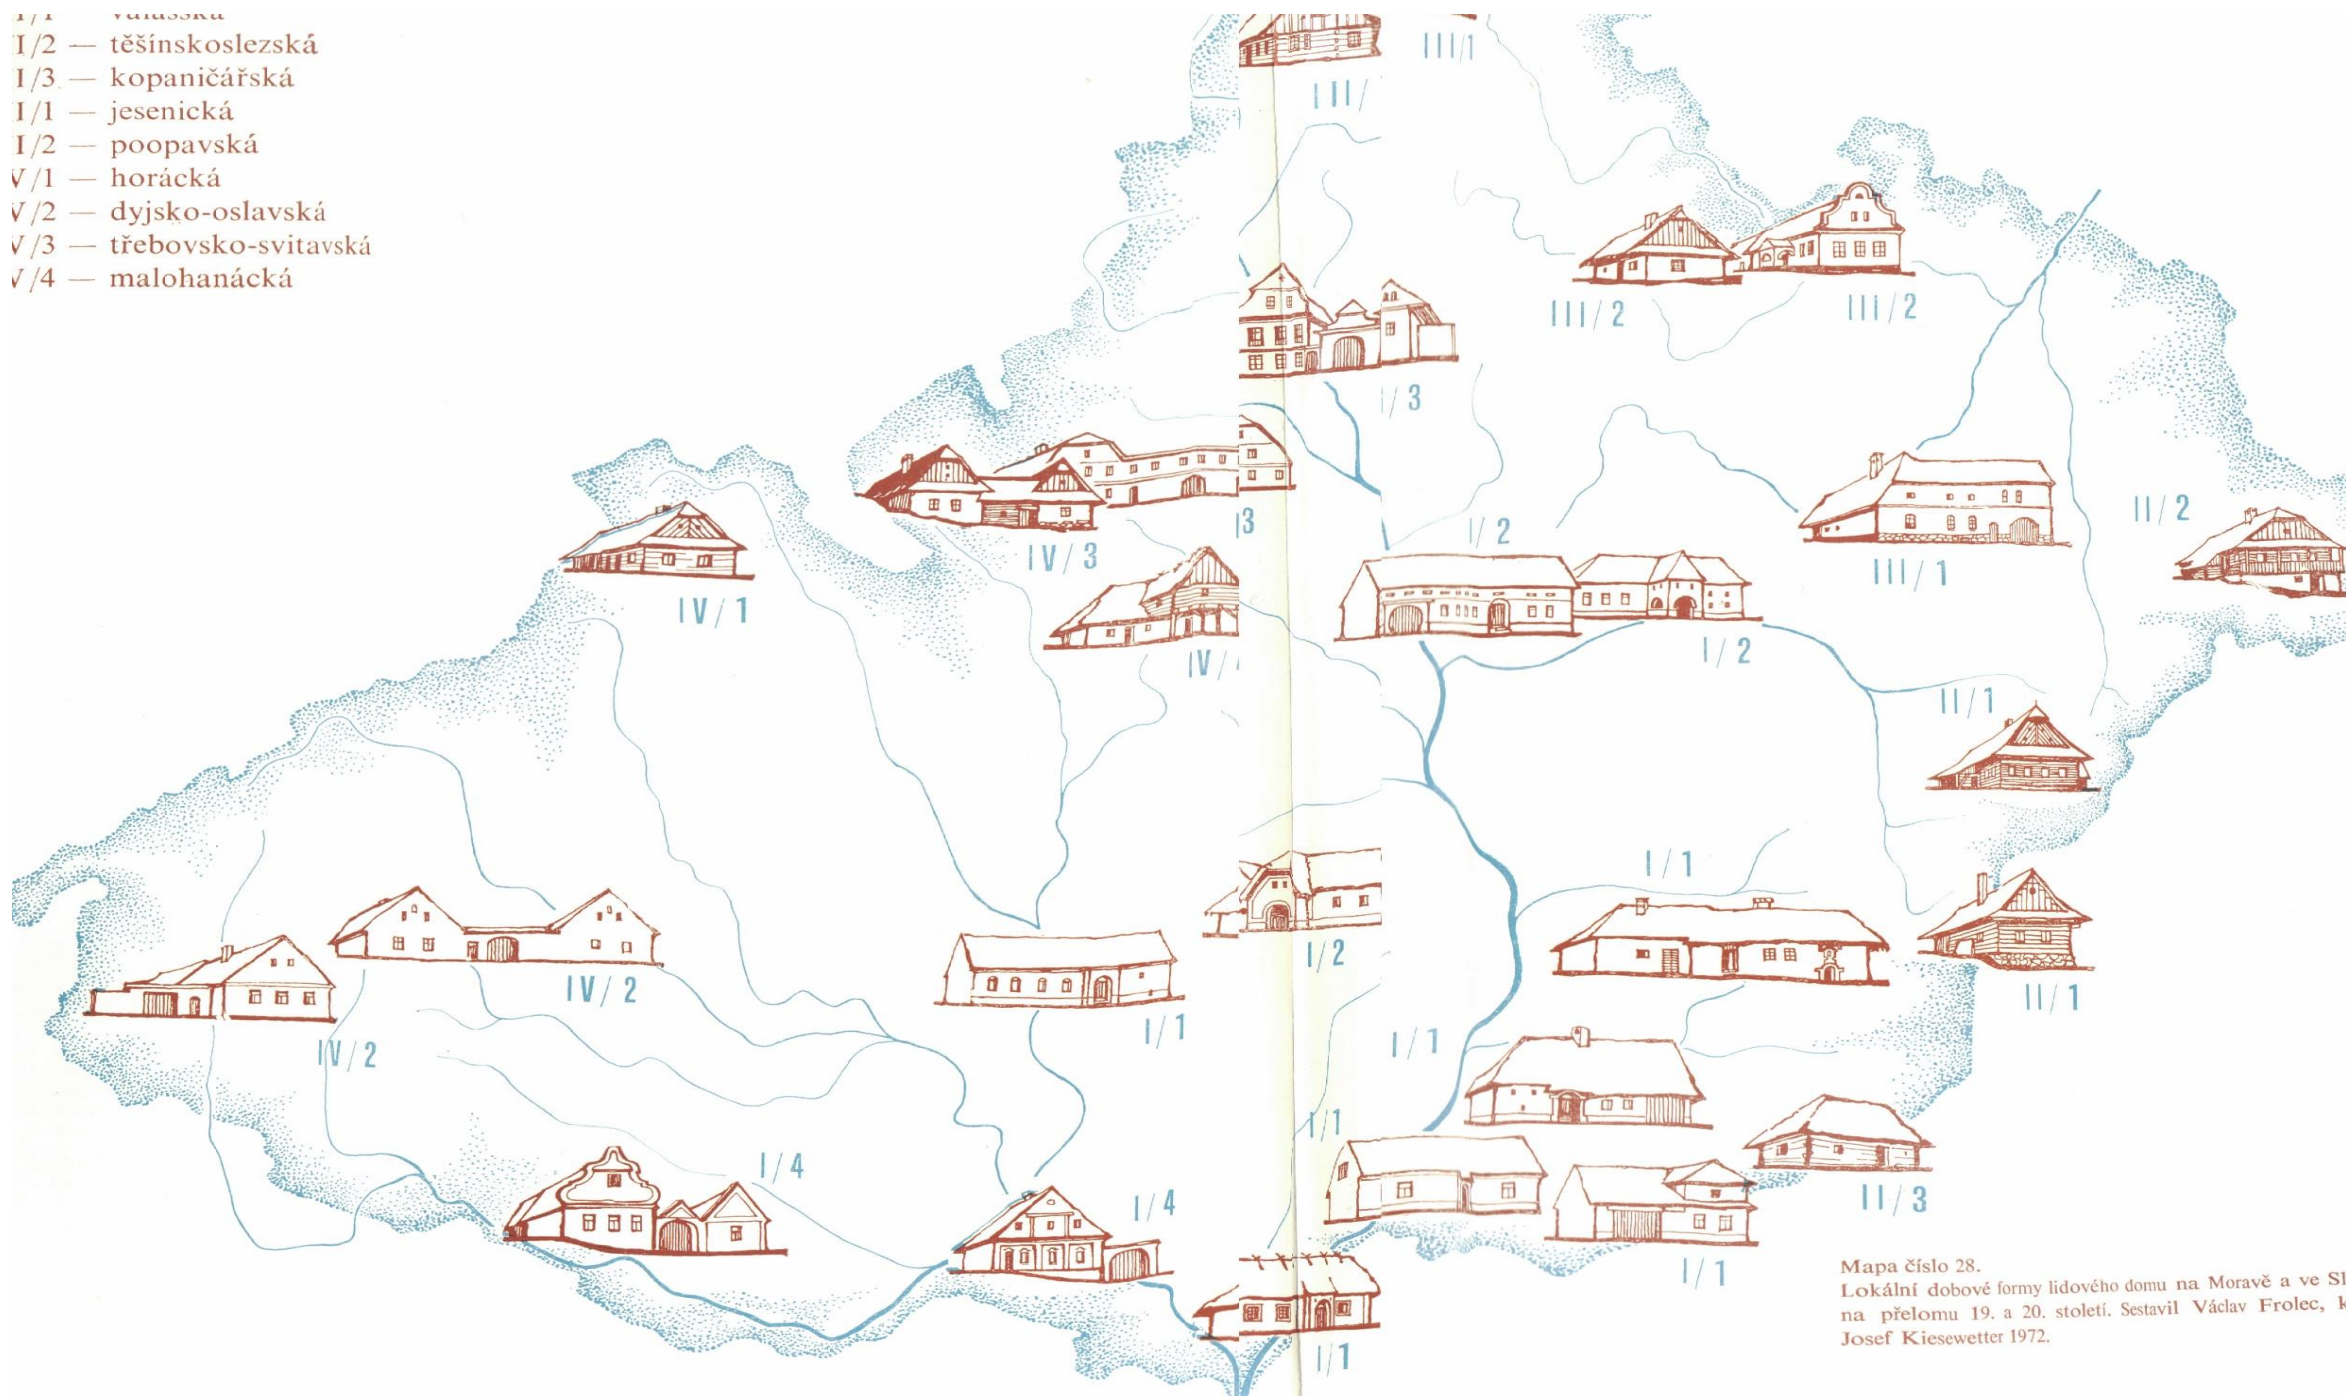 I/2 — těšínskoslezská
I/3 — kopaničářská
I/1 — jesenická
I/2 — poopavská
V/1 — horácká
V/2 — dyjsko-oslavská
V/3 — třebovsko-svitavská
V/4 — malohanácká
III/1
III/
III/2
III/2
I/3
I/2
II/2
3
IV/3
III/1
IV/1
IV/
I/2
II/1
I/1
I/2
IV/2
II/1
I/1
I/1
IV/2
I/1
I/4
I/4
II/3
I/1
I/1
Mapa číslo 28.
Lokální dobové formy lidového domu na Moravě a ve
na přelomu 19. a 20. století. Sestavil Václav Frolec,
Josef Kiesewetter 1972.